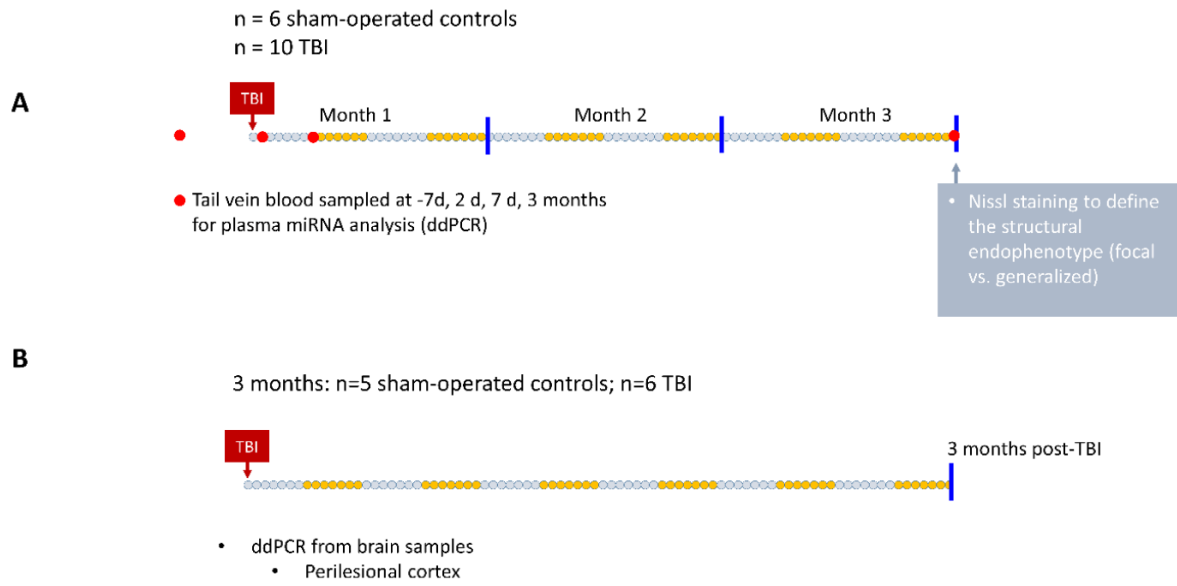 n = 6 sham-operated controls
n = 10 TBI
A
TBI
Month 1
Month 2
Month 3
Tail vein blood sampled at -7d, 2 d, 7 d, 3 months
for plasma miRNA analysis (ddPCR)
• Nissl staining to define
the structural
endophenotype (focal
vs. generalized)
B
3 months: n=5 sham-operated controls; n=6 TBI
TBI
3 months post-TBI
• ddPCR from brain samples
• Perilesional cortex